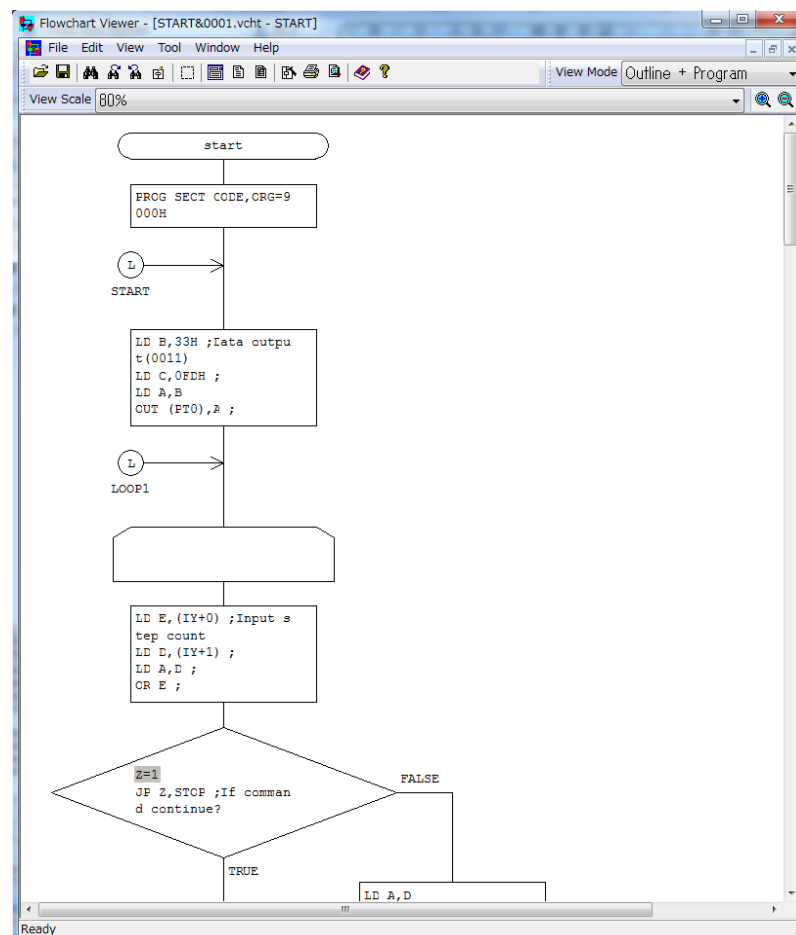 Flowchart Viewer - [START&0001.vcht - START]
File Edit View Tool Window Help
View Mode Outline + Program
View Scale 80%
start
PROG SECT CODE,ORG=9
000H
L
START
LD B,33H ;Data outpu
t(0011)
LD C,0FDH ;
LD A,B
OUT (PT0),A ;
L
LOOP1
LD E,(IY+0) ;Input s
tep count
LD D,(IY+1) ;
LD A,D ;
OR E ;
Z=1
JP Z,STOP ;If comman
d continue?
FALSE
TRUE
LD A,D
Ready